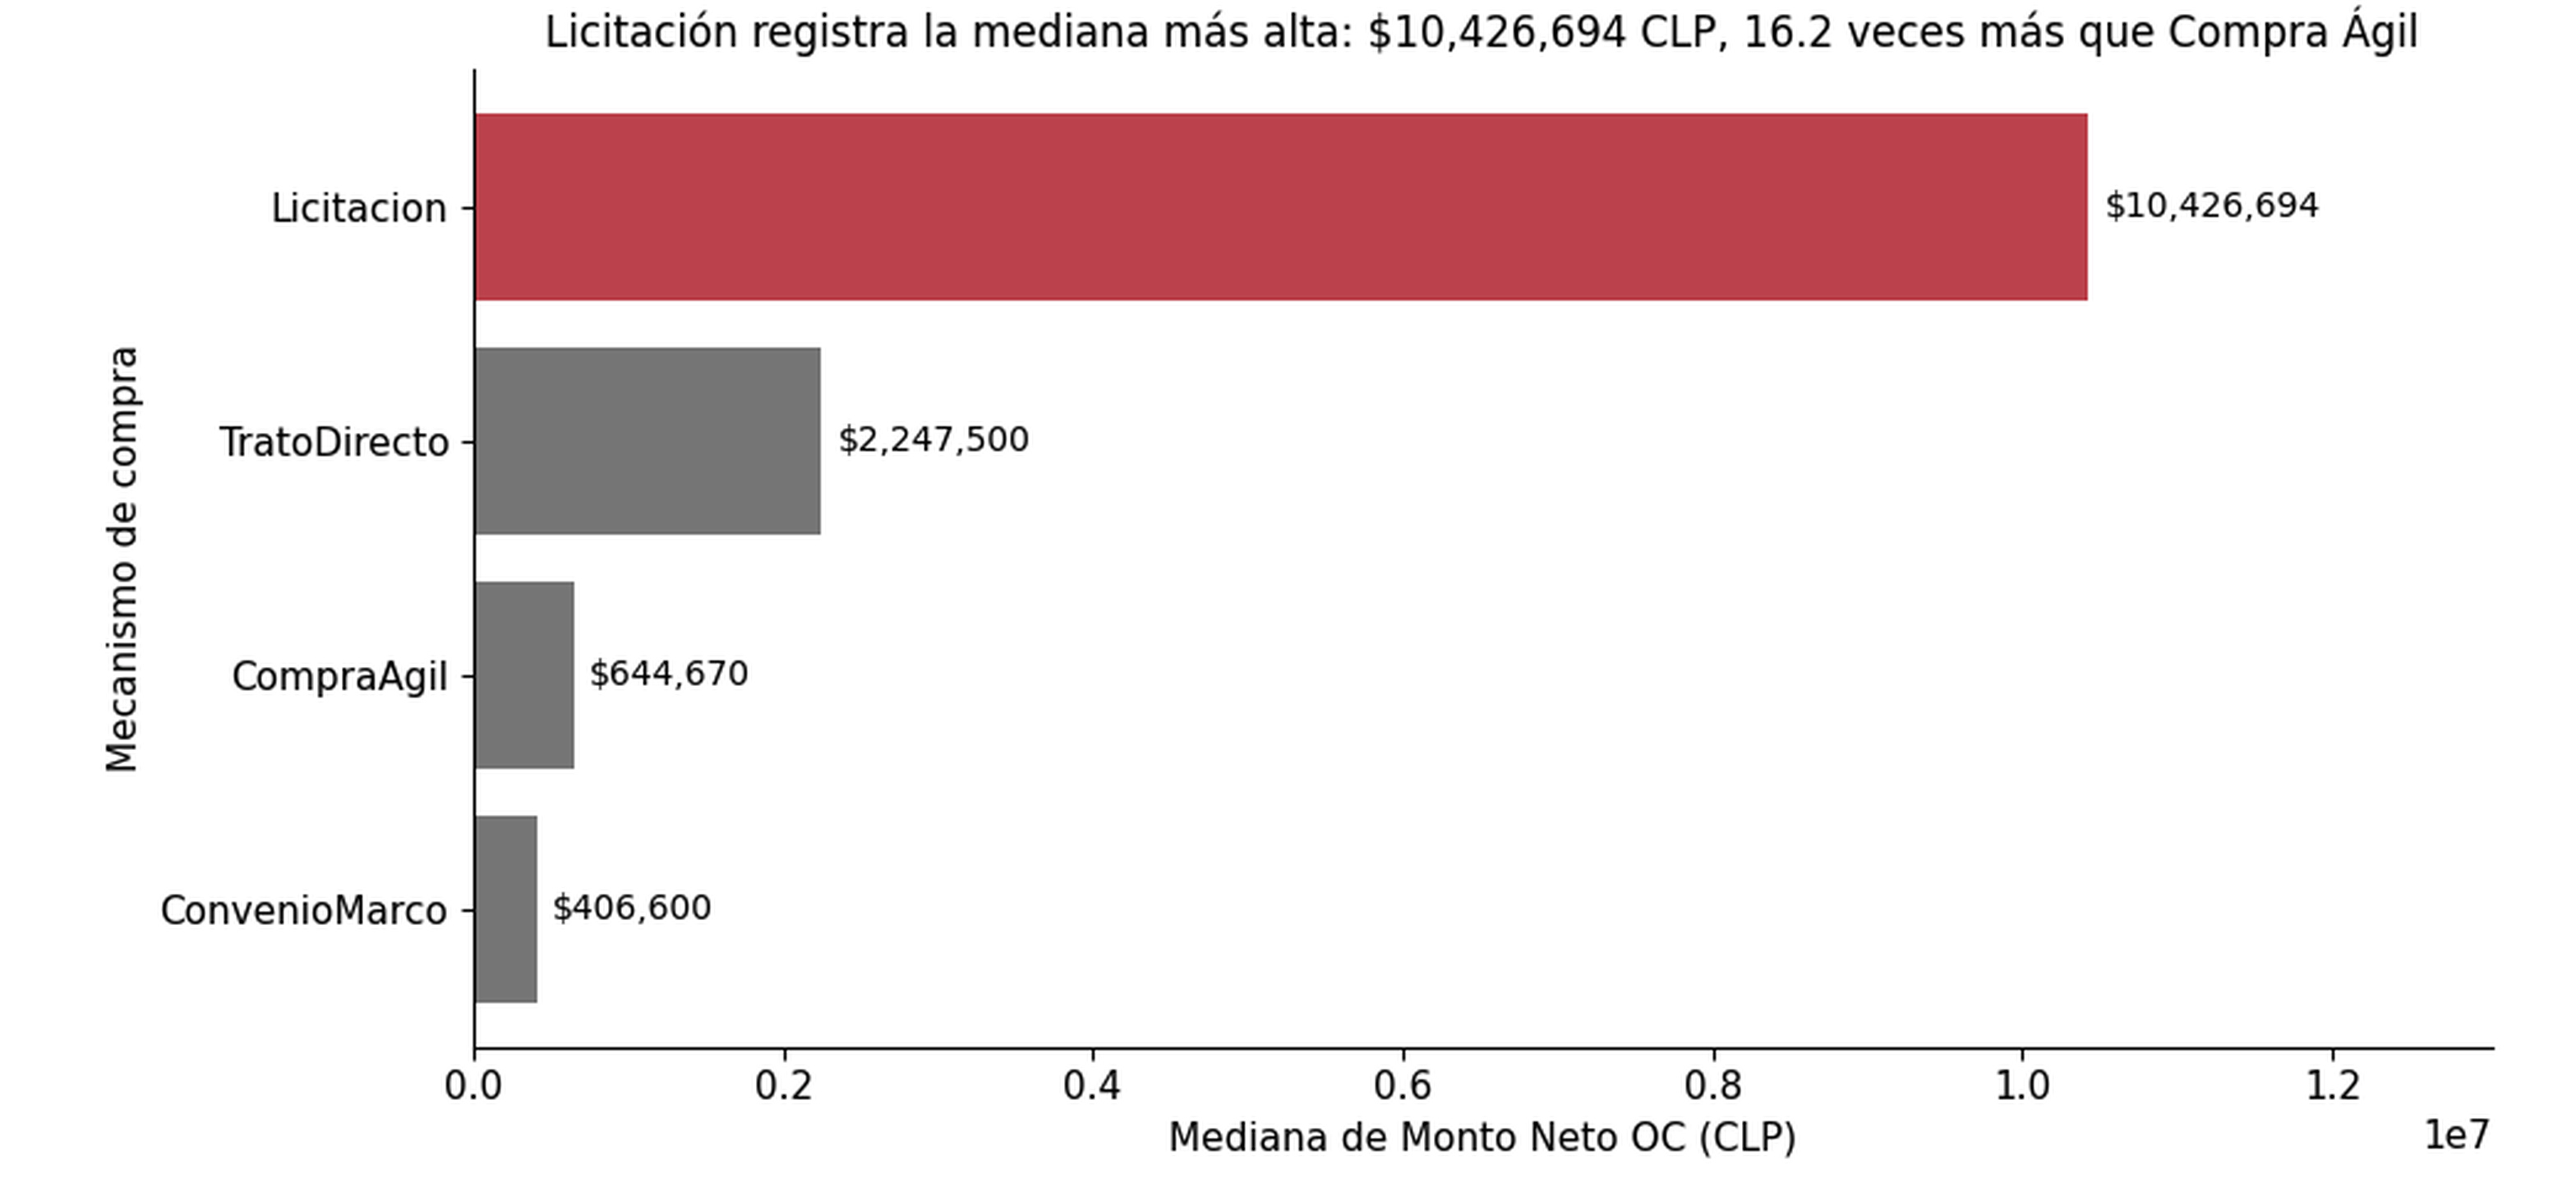 Licitación registra la mediana más alta: $10,426,694 CLP, 16.2 veces más que Compra Ágil
Mecanismo de compra
Licitacion
$10,426,694
TratoDirecto
$2,247,500
CompraAgil
$644,670
ConvenioMarco
$406,600
0.0 0.2 0.4 0.6 0.8 1.0 1.2
1e7
Mediana de Monto Neto OC (CLP)